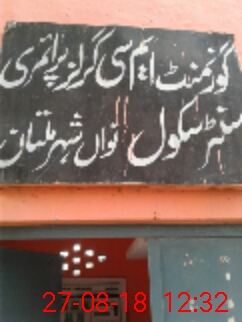 گورنمنٹ ایم سی گرلز پرائمری
سنٹر سکول نواں شہر ملتان
27-08-18 12:32